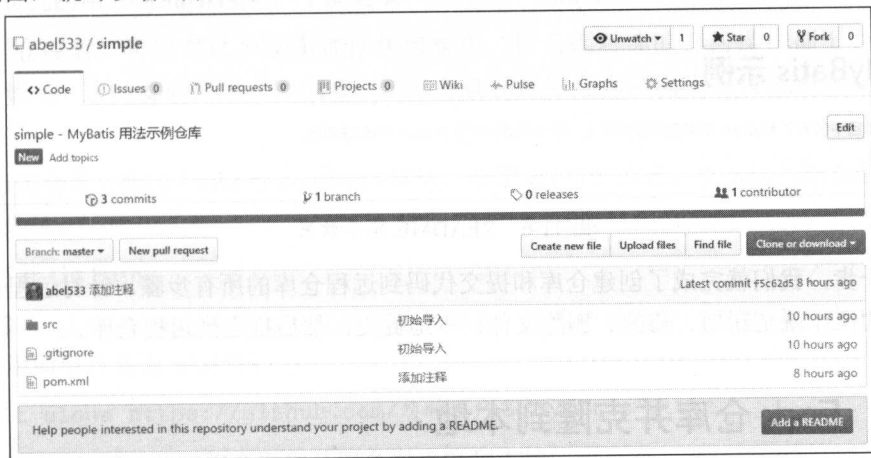 abel533 / simple
Unwatch 1 Star 0 Fork 0
Code Issues 0 Pull requests 0 Projects 0 Wiki Pulse Graphs Settings
simple - MyBatis 用法示例仓库
Edit
New Add topics
3 commits 1 branch 0 releases 1 contributor
Branch: master New pull request Create new file Upload files Find file Clone or download
abel533 添加注释 Latest commit f5c62d5 8 hours ago
src 初始导入 10 hours ago
.gitignore 初始导入 10 hours ago
pom.xml 添加注释 8 hours ago
Help people interested in this repository understand your project by adding a README. Add a README